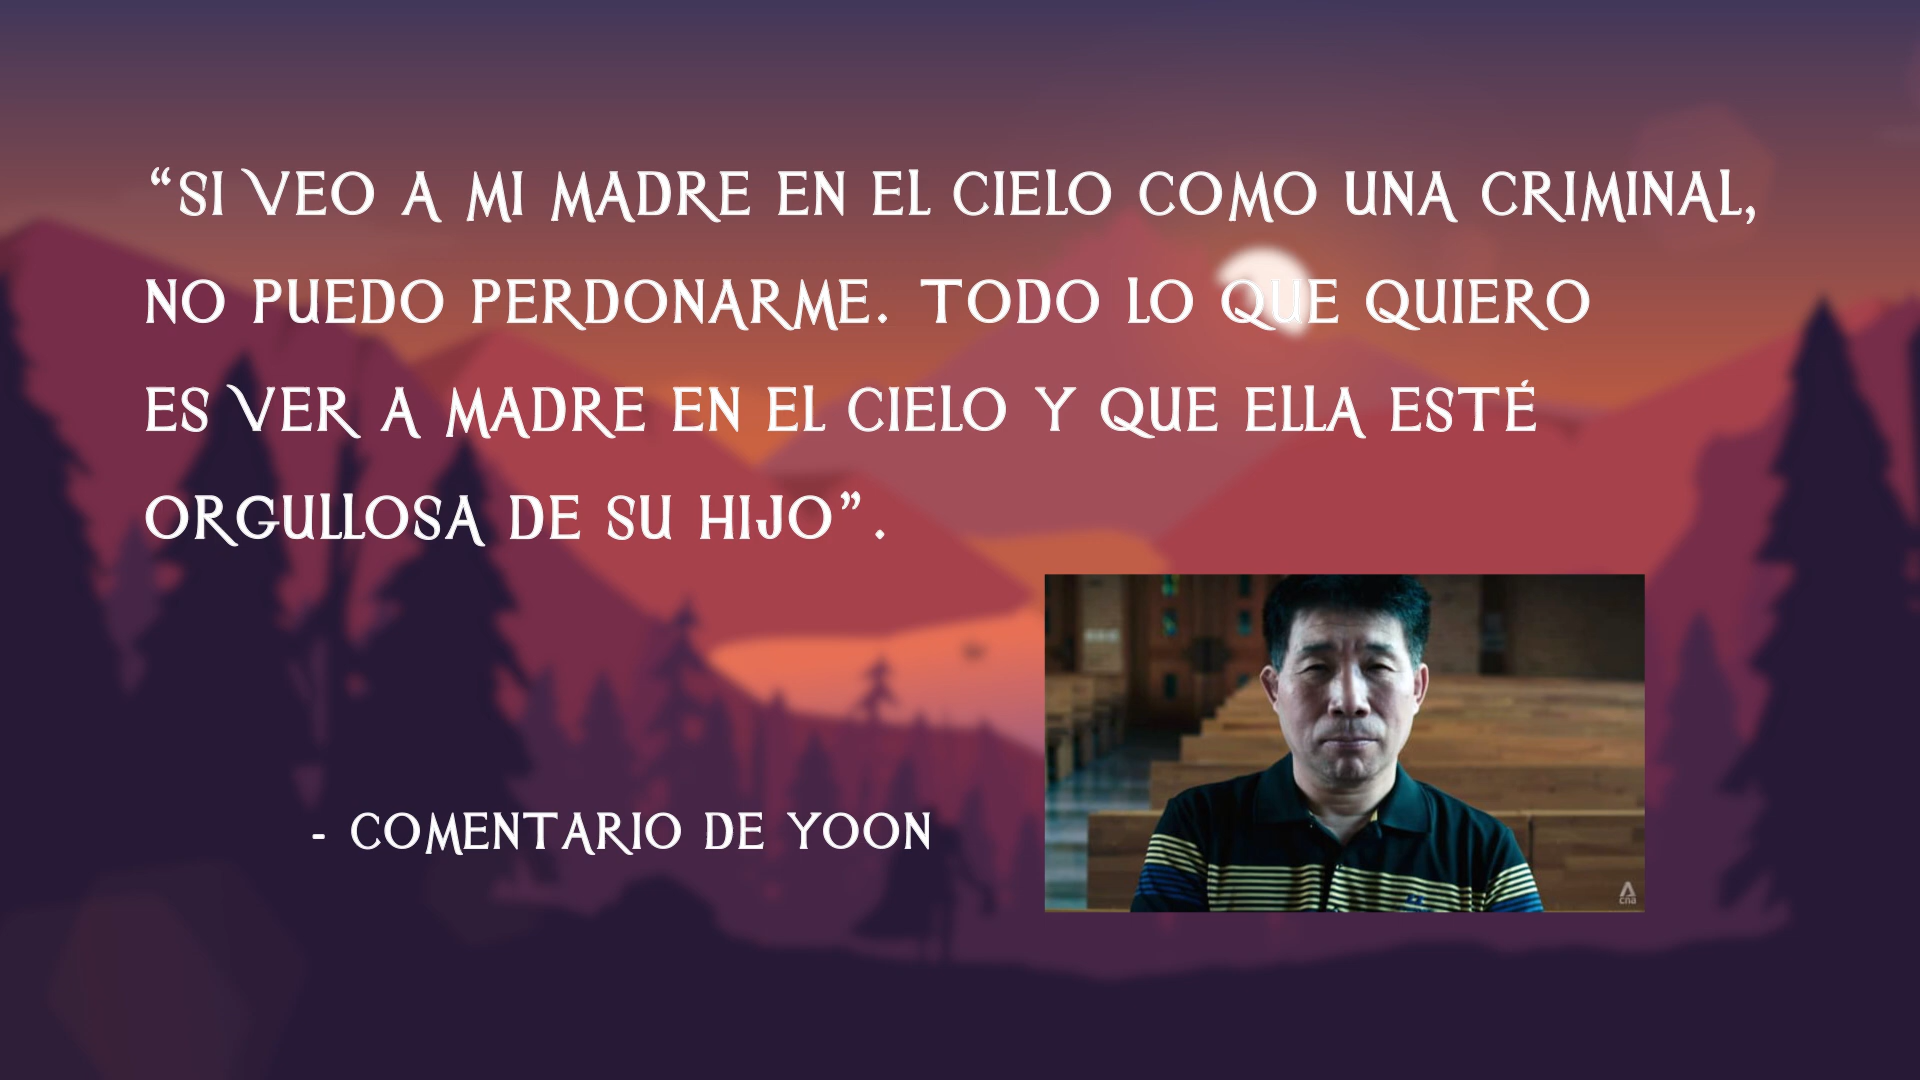 “SI VEO A MI MADRE EN EL CIELO COMO UNA CRIMINAL,
NO PUEDO PERDONARME. TODO LO QUE QUIERO
ES VER A MADRE EN EL CIELO Y QUE ELLA ESTÉ
ORGULLOSA DE SU HIJO”.
- COMENTARIO DE YOON
cna